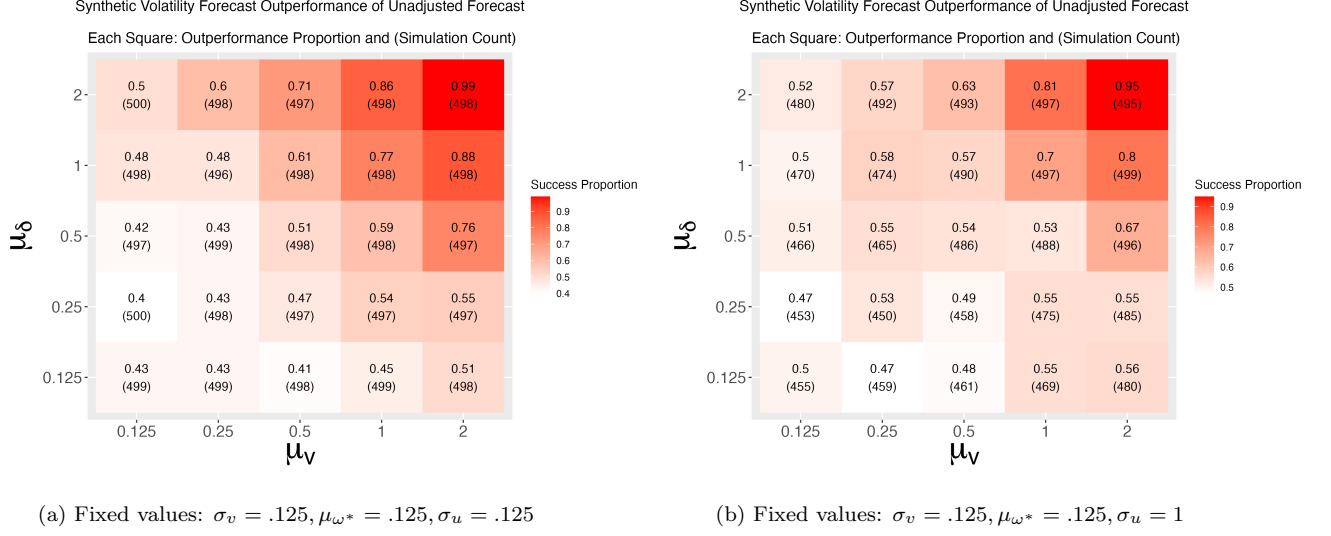 Synthetic Volatility Forecast Outperformance of Unadjusted Forecast
Each Square: Outperformance Proportion and (Simulation Count)
2
0.5 0.6 0.71 0.86 0.99
(500) (498) (497) (498) (498)
1
0.48 0.48 0.61 0.77 0.88
(498) (496) (498) (498) (498)
0.5
0.42 0.43 0.51 0.59 0.76
(497) (499) (498) (498) (497)
0.25
0.4 0.43 0.47 0.54 0.55
(500) (498) (497) (497) (497)
0.125
0.43 0.43 0.41 0.45 0.51
(499) (499) (498) (499) (498)
0.125 0.25 0.5 1 2
μδ
μv
Success Proportion
0.9
0.8
0.7
0.6
0.5
0.4
(a) Fixed values: σv = .125, μω* = .125, σu = .125
Synthetic Volatility Forecast Outperformance of Unadjusted Forecast
Each Square: Outperformance Proportion and (Simulation Count)
2
0.52 0.57 0.63 0.81 0.95
(480) (492) (493) (497) (495)
1
0.5 0.58 0.57 0.7 0.8
(470) (474) (490) (497) (499)
0.5
0.51 0.55 0.54 0.53 0.67
(466) (465) (486) (488) (496)
0.25
0.47 0.53 0.49 0.55 0.55
(453) (450) (458) (475) (485)
0.125
0.5 0.47 0.48 0.55 0.56
(455) (459) (461) (469) (480)
0.125 0.25 0.5 1 2
μδ
μv
Success Proportion
0.9
0.8
0.7
0.6
0.5
(b) Fixed values: σv = .125, μω* = .125, σu = 1